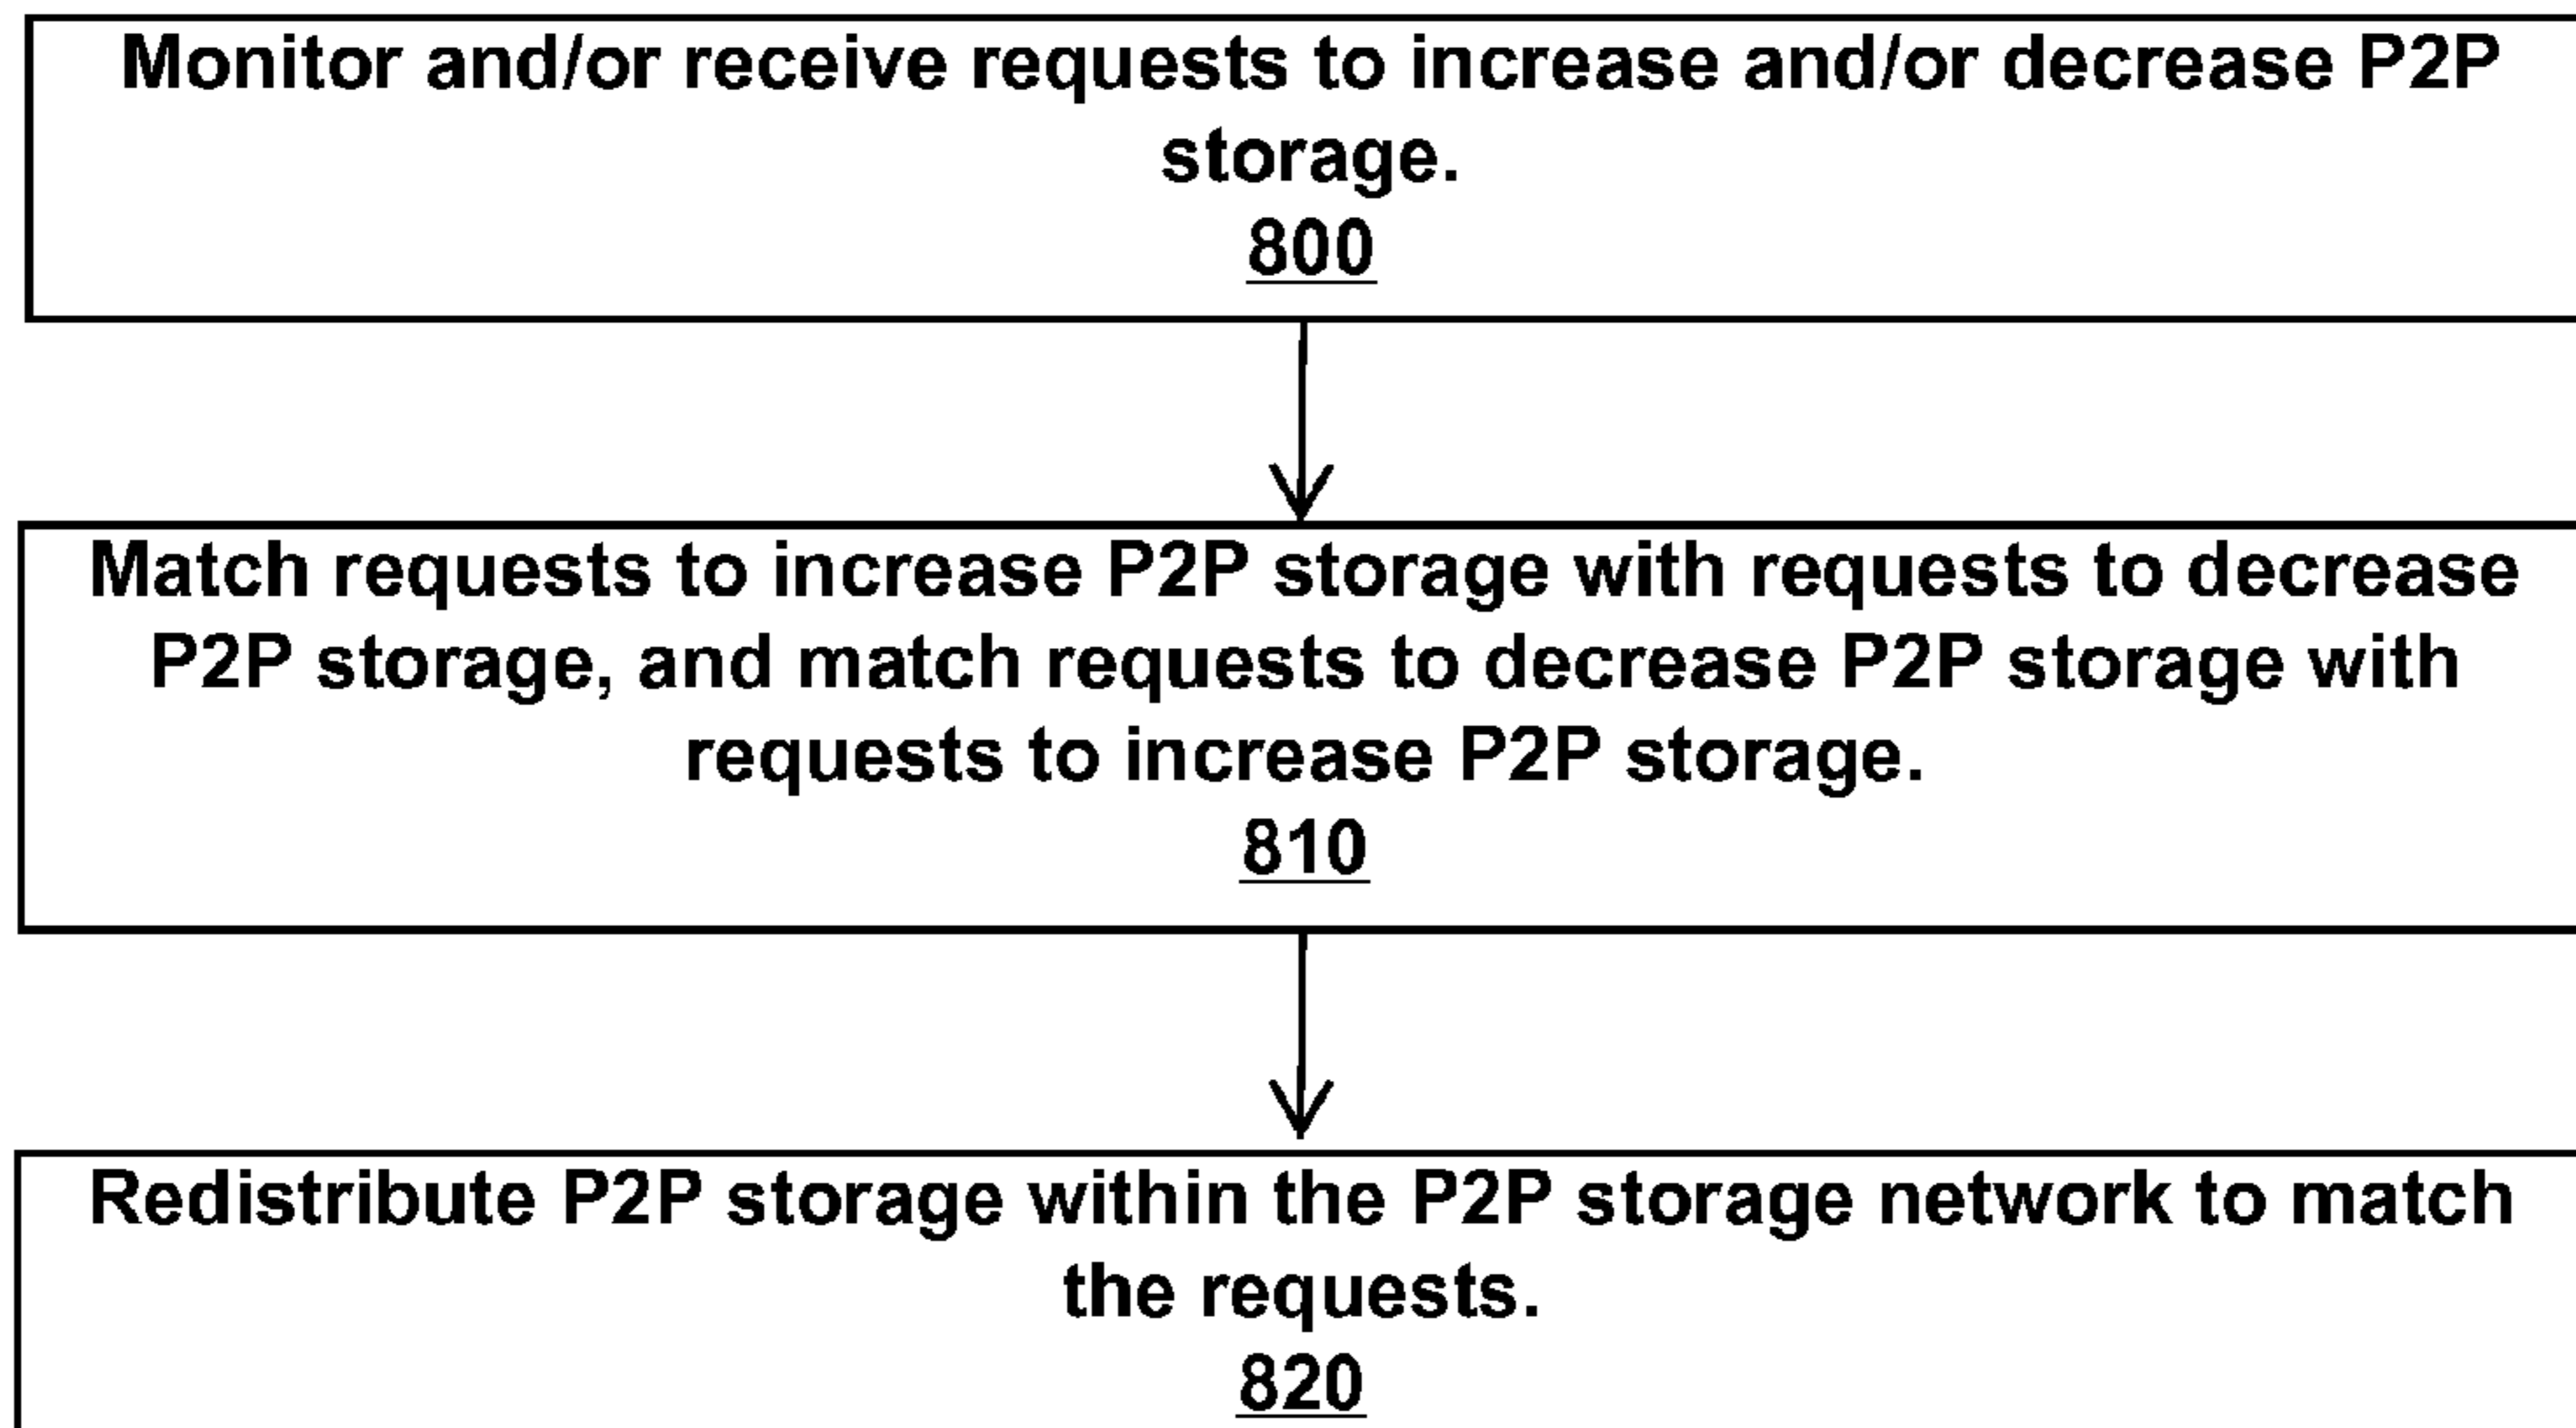 Monitor and/or receive requests to increase and/or decrease P2P
storage.
800
Match requests to increase P2P storage with requests to decrease
P2P storage, and match requests to decrease P2P storage with
requests to increase P2P storage.
810
Redistribute P2P storage within the P2P storage network to match
the requests.
820